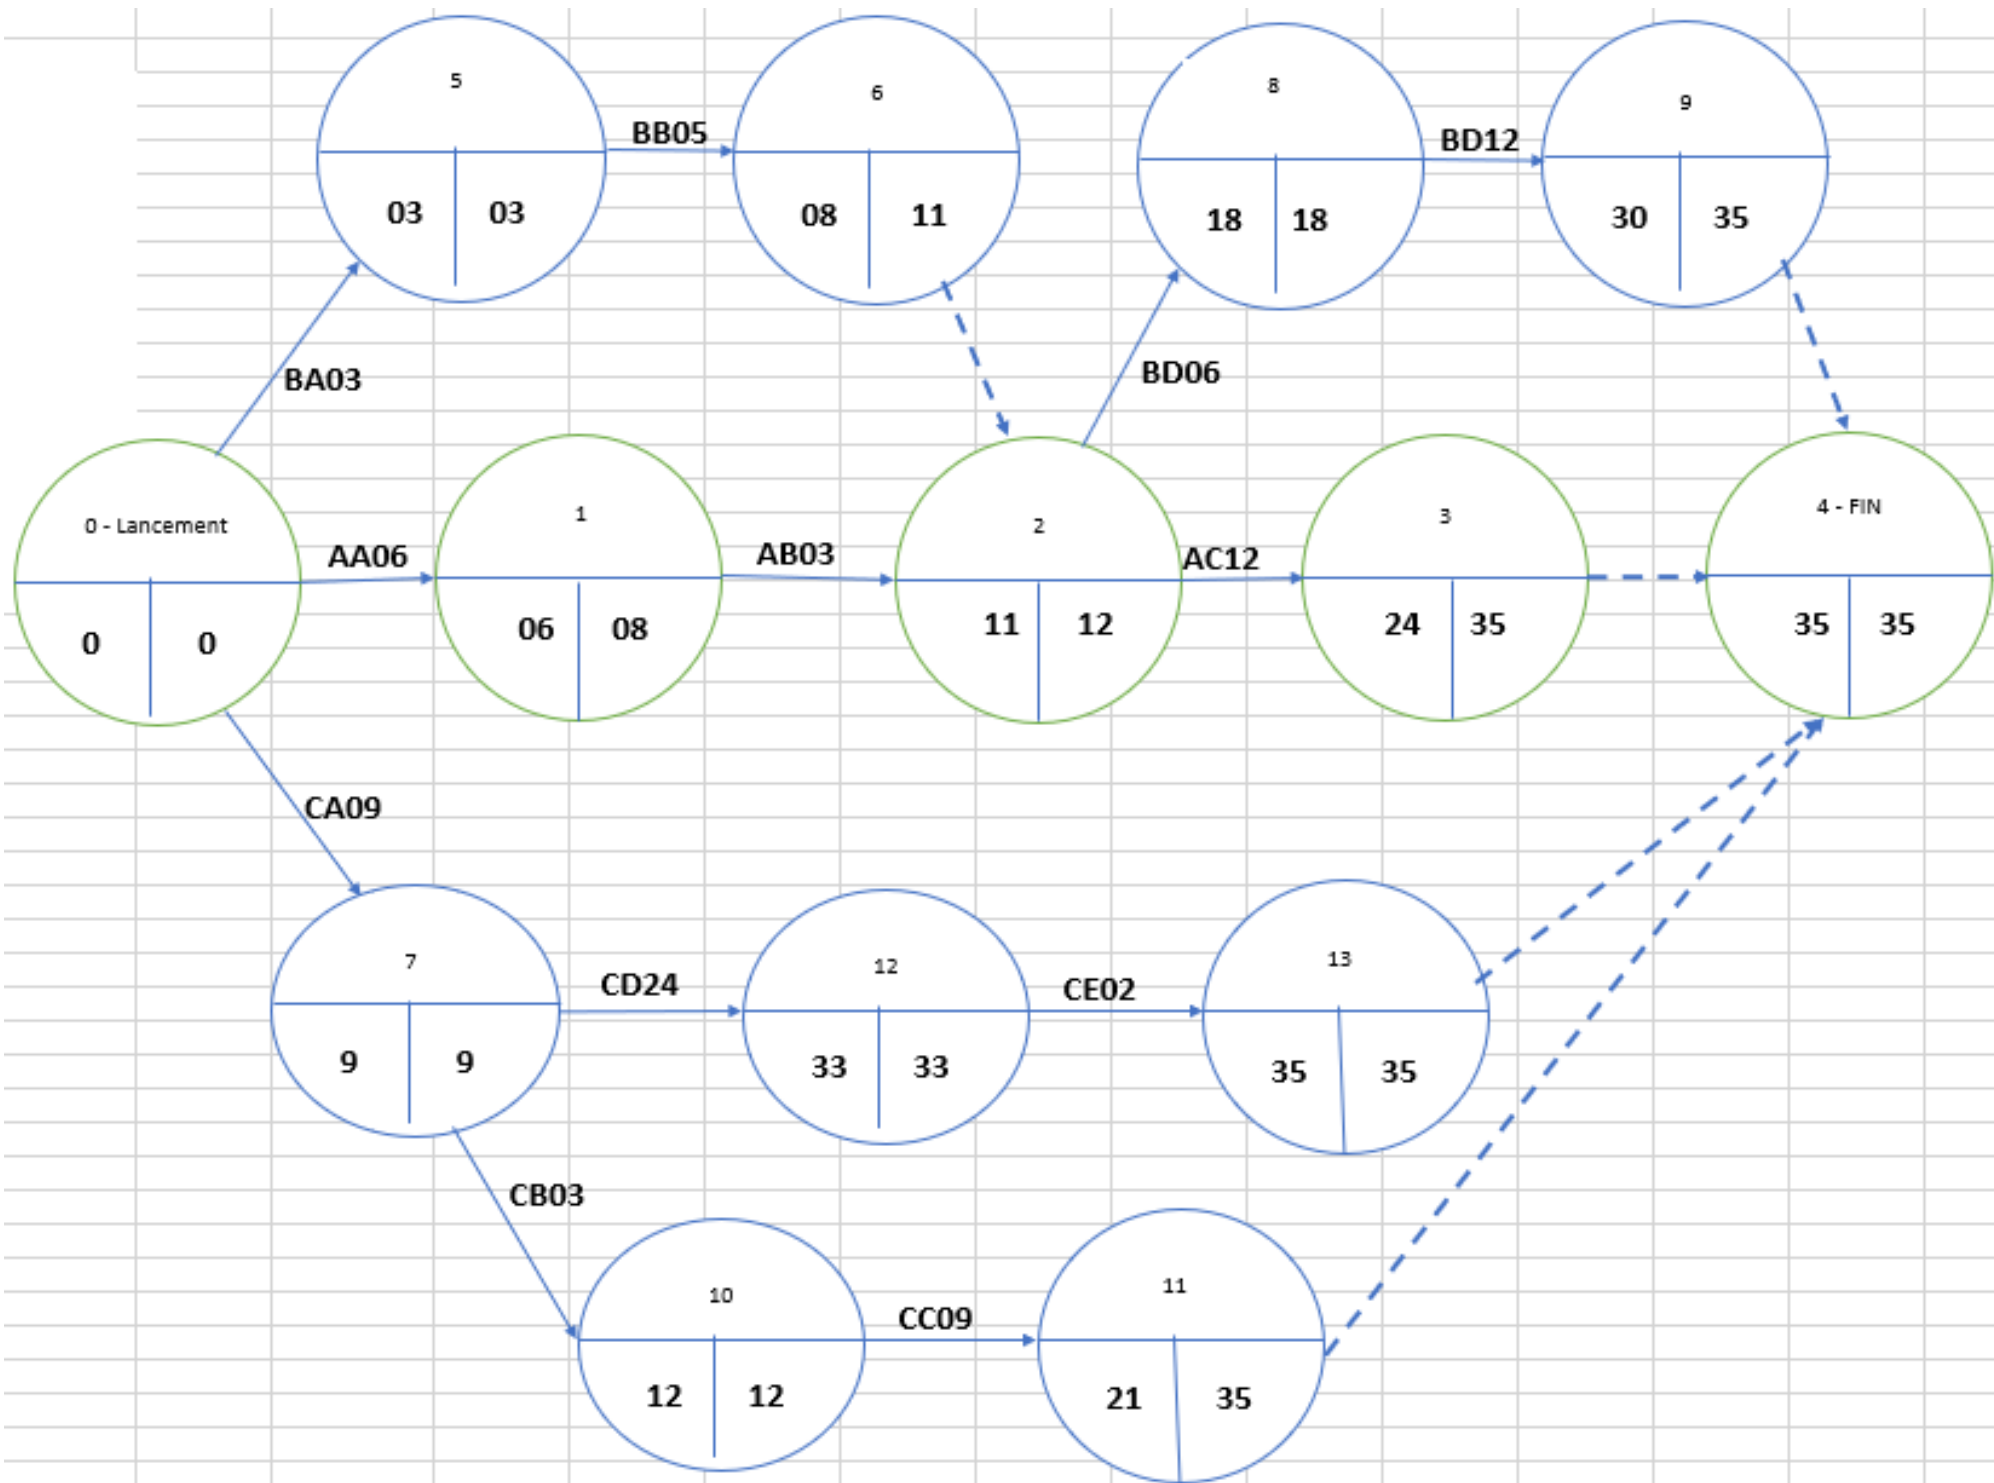 5
6
8
9
BB05
BD12
03 03
08 11
18 18
30 35
BA03
BD06
0 - Lancement
1
2
3
4 - FIN
AA06
AB03
AC12
0 0
06 08
11 12
24 35
35 35
CA09
7
12
13
CD24
CE02
9 9
33 33
35 35
CB03
10
11
CC09
12 12
21 35